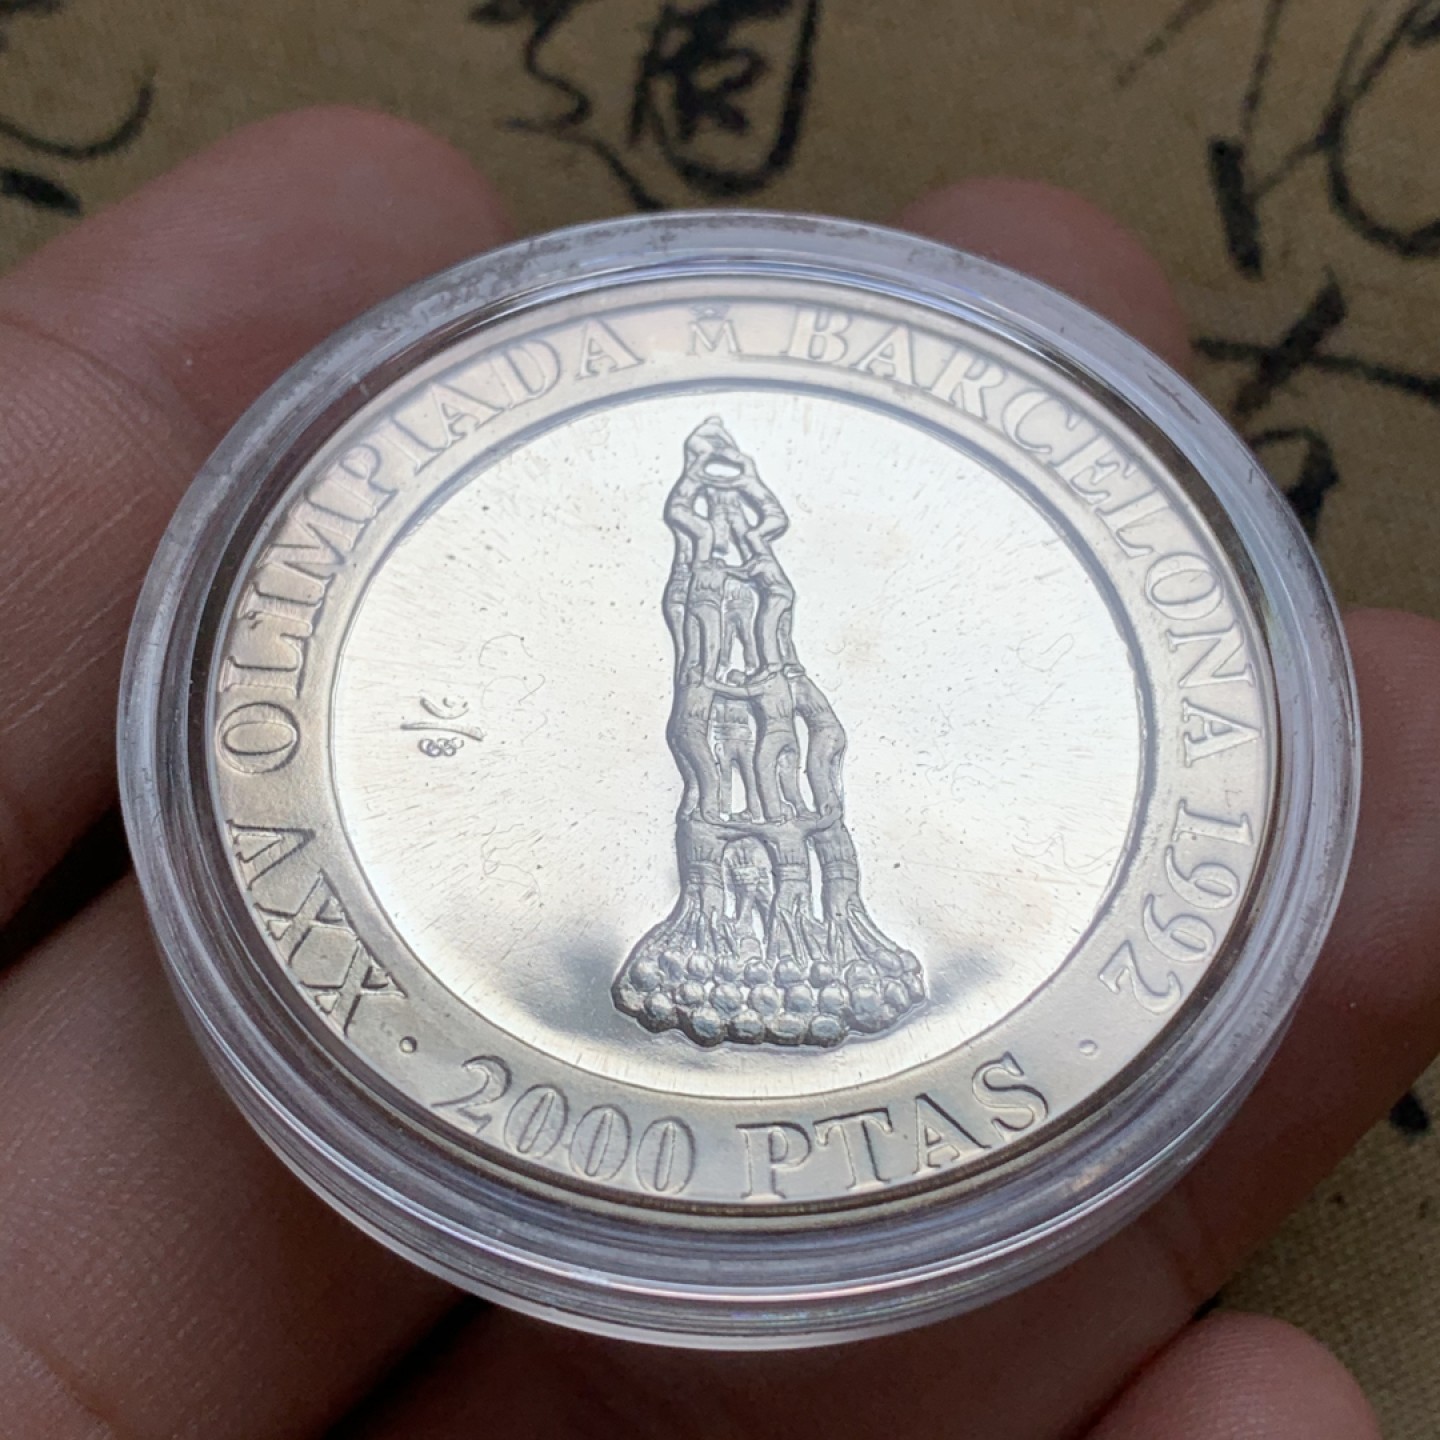 XXV OLIMPIADA M BARCELONA 1992
· 2000 PTAS ·